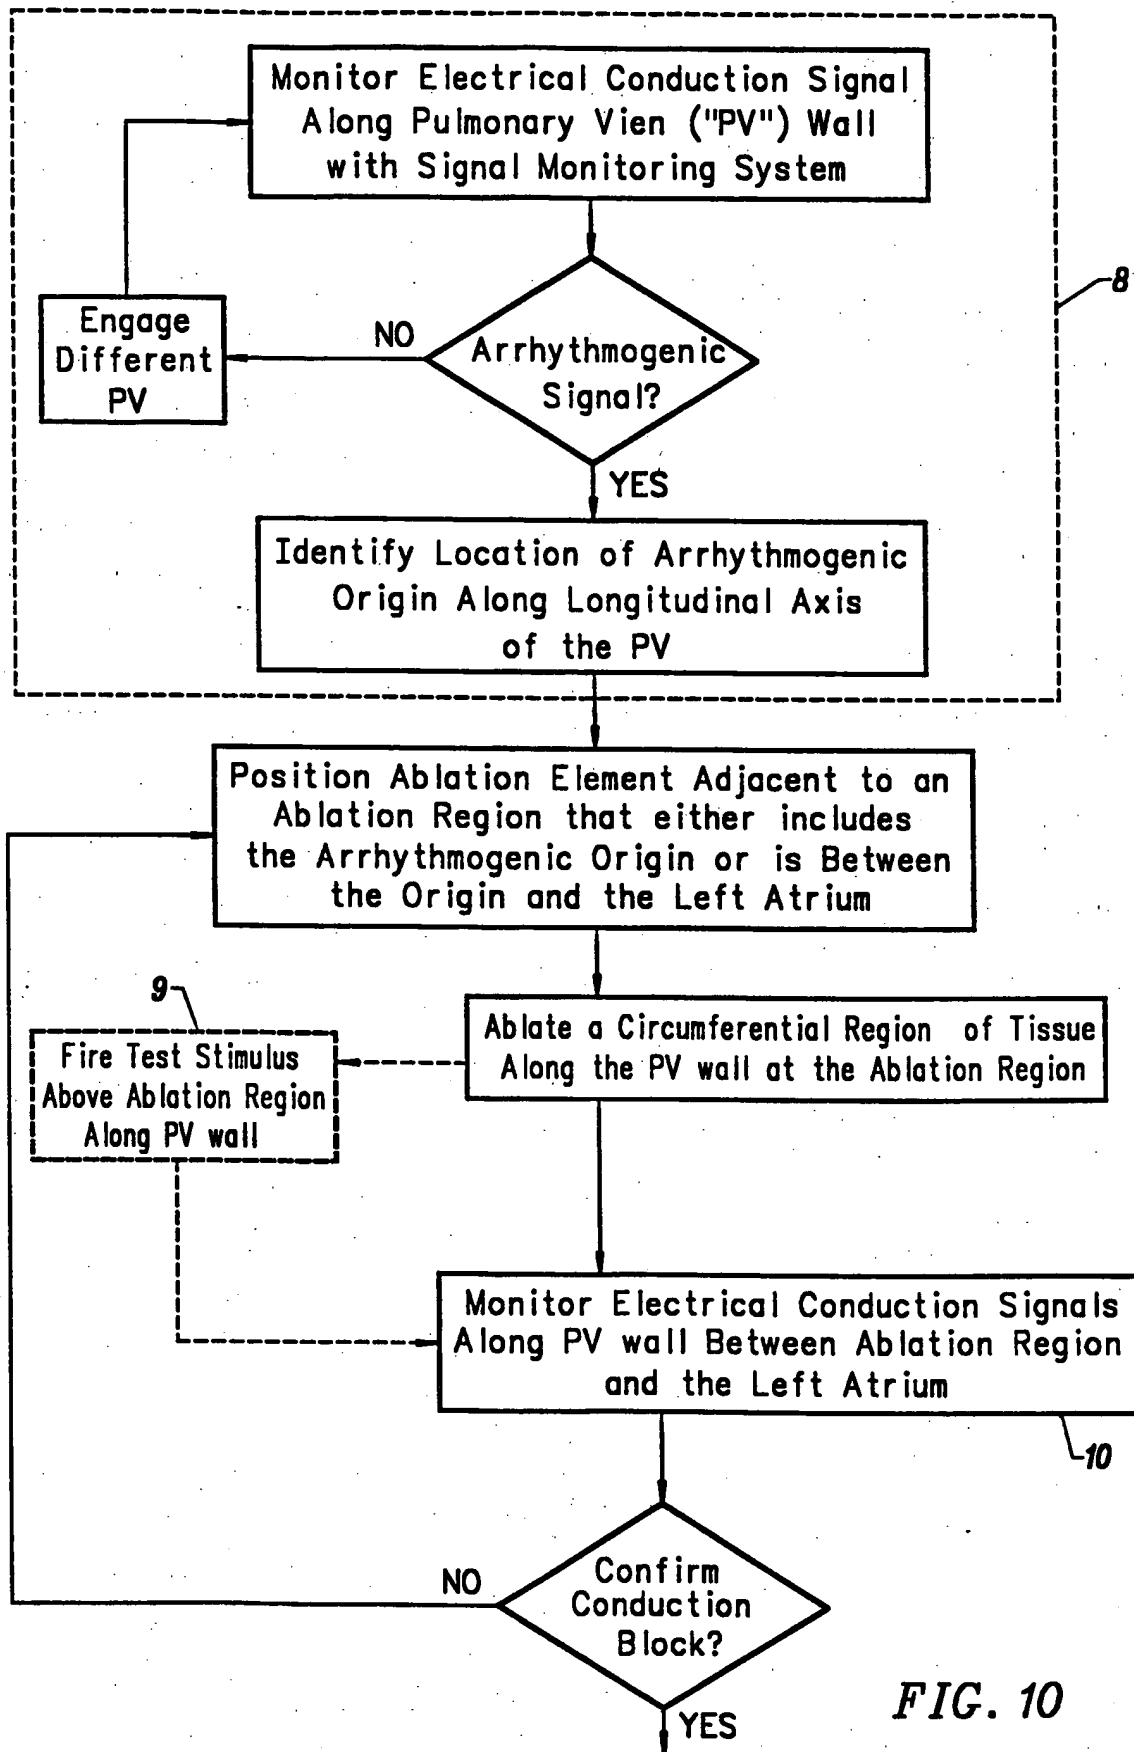 Monitor Electrical Conduction Signal
Along Pulmonary Vien ("PV") Wall
with Signal Monitoring System
8
Engage
Different
PV
NO
Arrhythmogenic
Signal?
YES
Identify Location of Arrhythmogenic
Origin Along Longitudinal Axis
of the PV
Position Ablation Element Adjacent to an
Ablation Region that either includes
the Arrhythmogenic Origin or is Between
the Origin and the Left Atrium
9
Fire Test Stimulus
Above Ablation Region
Along PV wall
Ablate a Circumferential Region of Tissue
Along the PV wall at the Ablation Region
Monitor Electrical Conduction Signals
Along PV wall Between Ablation Region
and the Left Atrium
10
NO
Confirm
Conduction
Block?
YES
FIG. 10